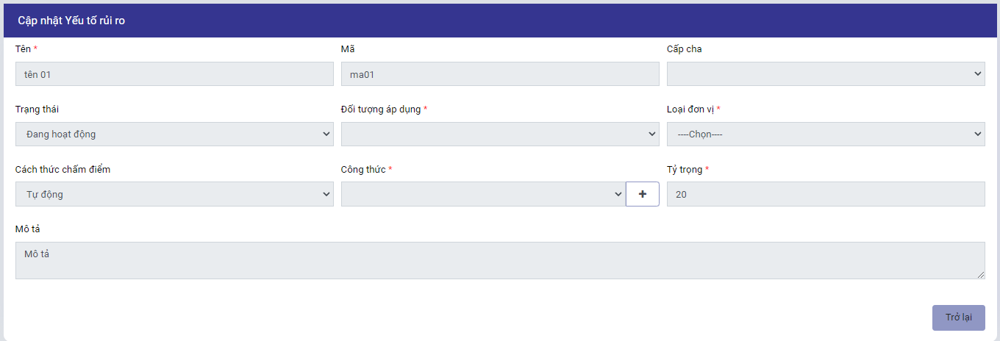 Cập nhật Yếu tố rủi ro
Tên * Mã Cấp cha
tên 01 ma01
Trạng thái Đối tượng áp dụng * Loại đơn vị *
Đang hoạt động ----Chọn----
Cách thức chấm điểm Công thức * Tỷ trọng *
Tự động + 20
Mô tả
Mô tả
Trở lại